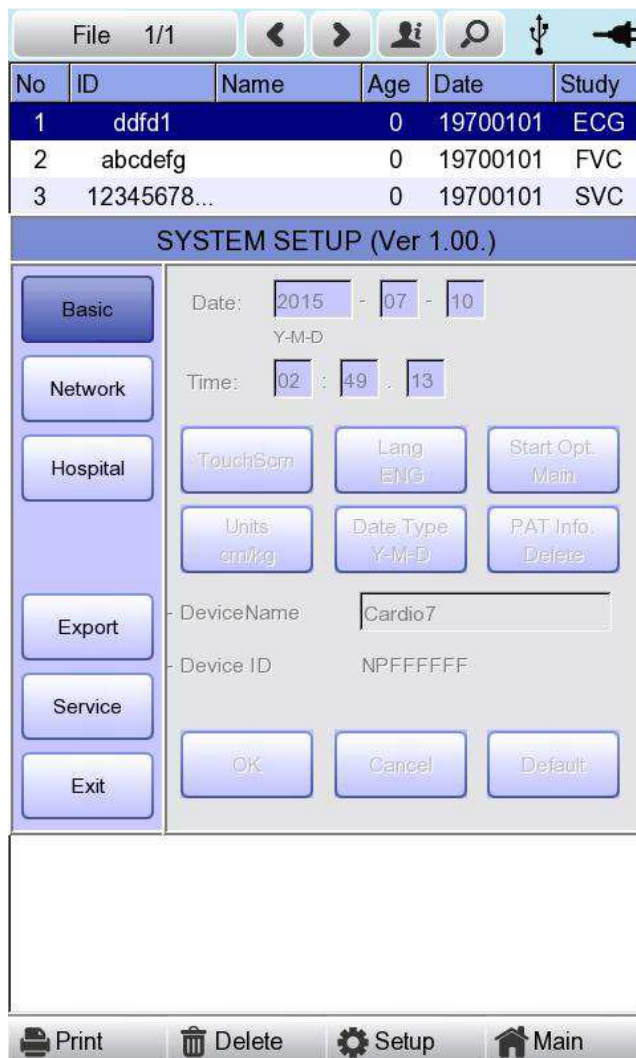 File 1/1
No ID Name Age Date Study
1 ddfd1 0 19700101 ECG
2 abcdefg 0 19700101 FVC
3 12345678... 0 19700101 SVC
SYSTEM SETUP (Ver 1.00.)
Basic
Network
Hospital
Export
Service
Exit
Date: 2015 - 07 - 10
Y-M-D
Time: 02 : 49 . 13
TouchScrn
Lang
ENG
Start Opt.
Main
Units
cm/kg
Date Type
Y-M-D
PAT Info.
Delete
- DeviceName Cardio7
- Device ID NPFFFFFF
OK Cancel Default
Print Delete Setup Main